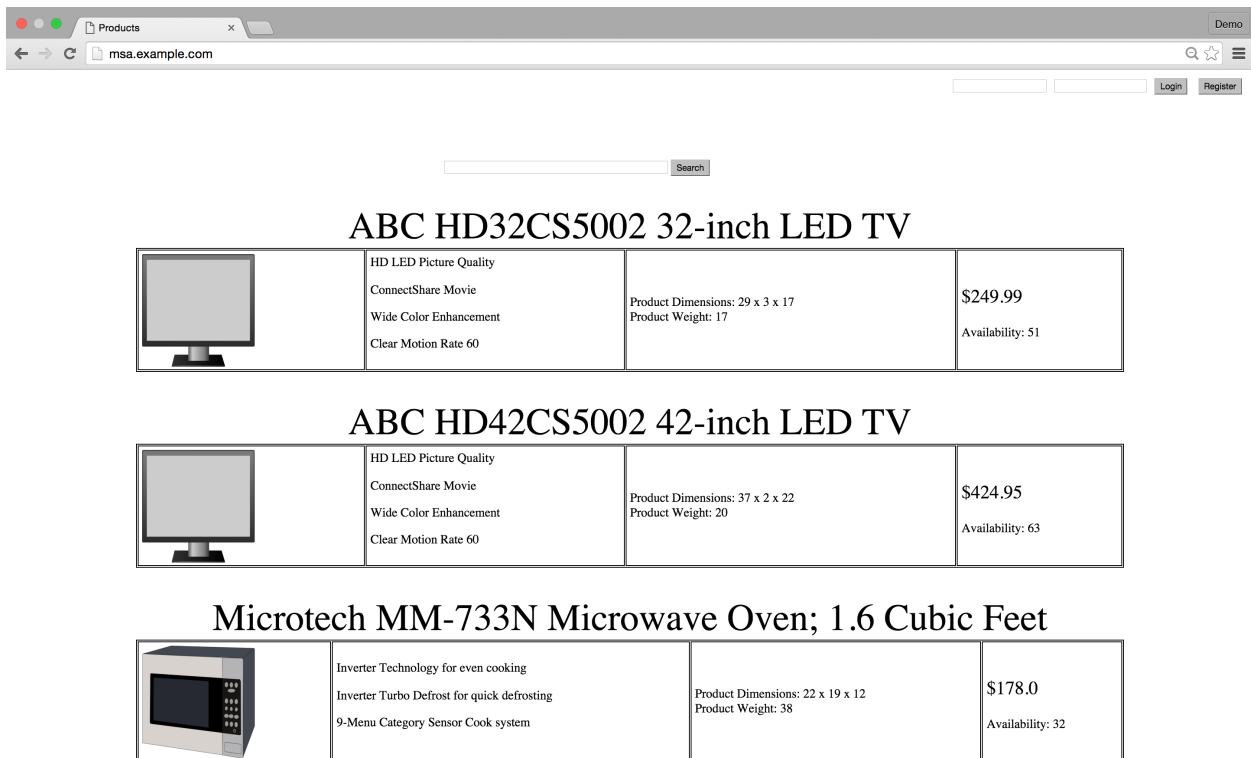 Products
Demo
msa.example.com
Login Register
Search
ABC HD32CS5002 32-inch LED TV
HD LED Picture Quality
ConnectShare Movie
Wide Color Enhancement
Clear Motion Rate 60
Product Dimensions: 29 x 3 x 17
Product Weight: 17
$249.99
Availability: 51
ABC HD42CS5002 42-inch LED TV
HD LED Picture Quality
ConnectShare Movie
Wide Color Enhancement
Clear Motion Rate 60
Product Dimensions: 37 x 2 x 22
Product Weight: 20
$424.95
Availability: 63
Microtech MM-733N Microwave Oven; 1.6 Cubic Feet
Inverter Technology for even cooking
Inverter Turbo Defrost for quick defrosting
9-Menu Category Sensor Cook system
Product Dimensions: 22 x 19 x 12
Product Weight: 38
$178.0
Availability: 32